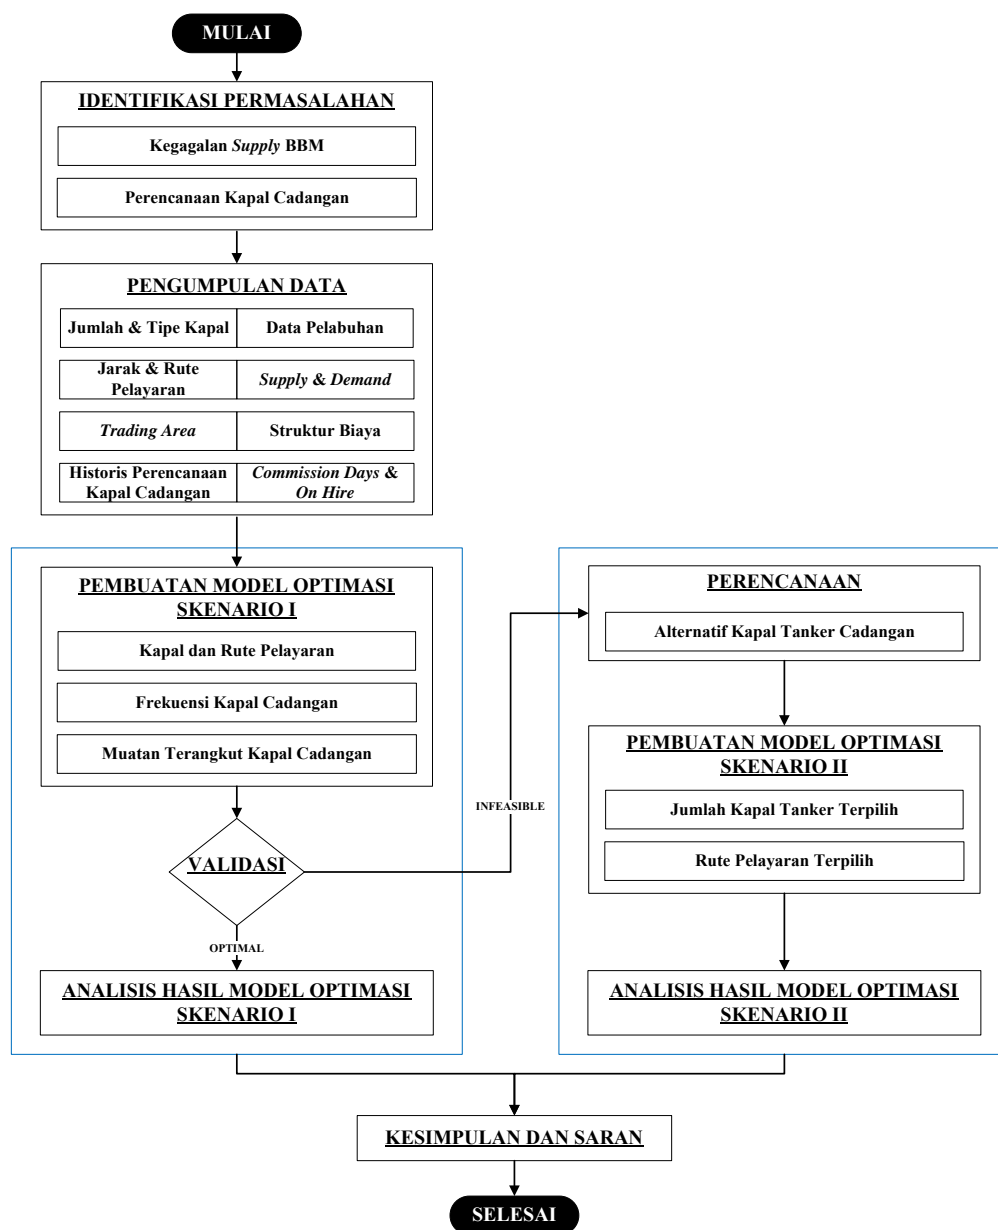 MULAI
IDENTIFIKASI PERMASALAHAN
Kegagalan Supply BBM
Perencanaan Kapal Cadangan
PENGUMPULAN DATA
Jumlah & Tipe Kapal
Data Pelabuhan
Jarak & Rute
Pelayaran
Supply & Demand
Trading Area
Struktur Biaya
Historis Perencanaan
Kapal Cadangan
Commission Days &
On Hire
PEMBUATAN MODEL OPTIMASI
SKENARIO I
Kapal dan Rute Pelayaran
Frekuensi Kapal Cadangan
Muatan Terangkut Kapal Cadangan
VALIDASI
INFEASIBLE
OPTIMAL
ANALISIS HASIL MODEL OPTIMASI
SKENARIO I
PERENCANAAN
Alternatif Kapal Tanker Cadangan
PEMBUATAN MODEL OPTIMASI
SKENARIO II
Jumlah Kapal Tanker Terpilih
Rute Pelayaran Terpilih
ANALISIS HASIL MODEL OPTIMASI
SKENARIO II
KESIMPULAN DAN SARAN
SELESAI